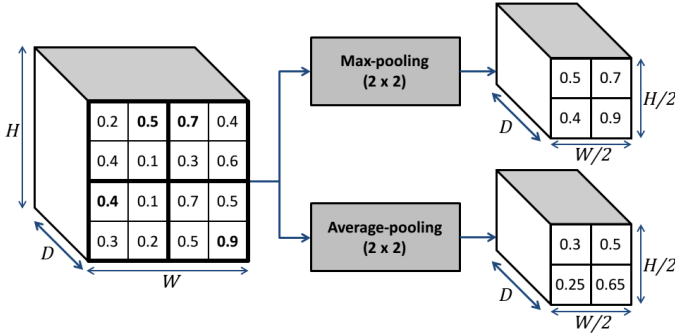 H
0.2 0.5 0.7 0.4
0.4 0.1 0.3 0.6
0.4 0.1 0.7 0.5
0.3 0.2 0.5 0.9
D
W
Max-pooling
(2 x 2)
0.5 0.7
0.4 0.9
H/2
D
W/2
Average-pooling
(2 x 2)
0.3 0.5
0.25 0.65
H/2
D
W/2